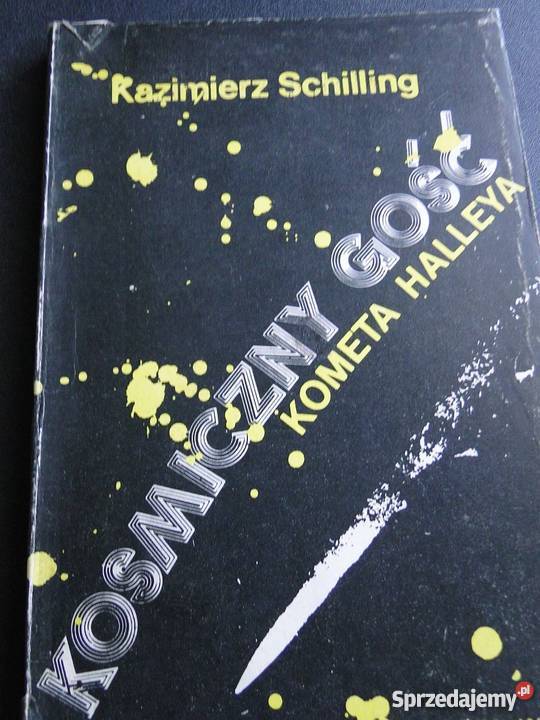 Kazimierz Schilling
KOSMICZNY GOŚĆ
KOMETA HALLEYA
Sprzedajemy.pl